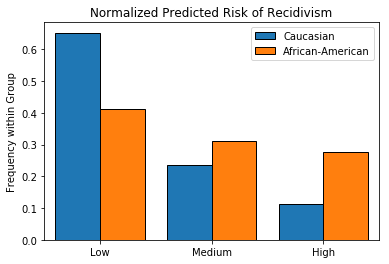 Normalized Predicted Risk of Recidivism
Caucasian
African-American
Frequency within Group
0.6
0.5
0.4
0.3
0.2
0.1
0.0
Low
Medium
High